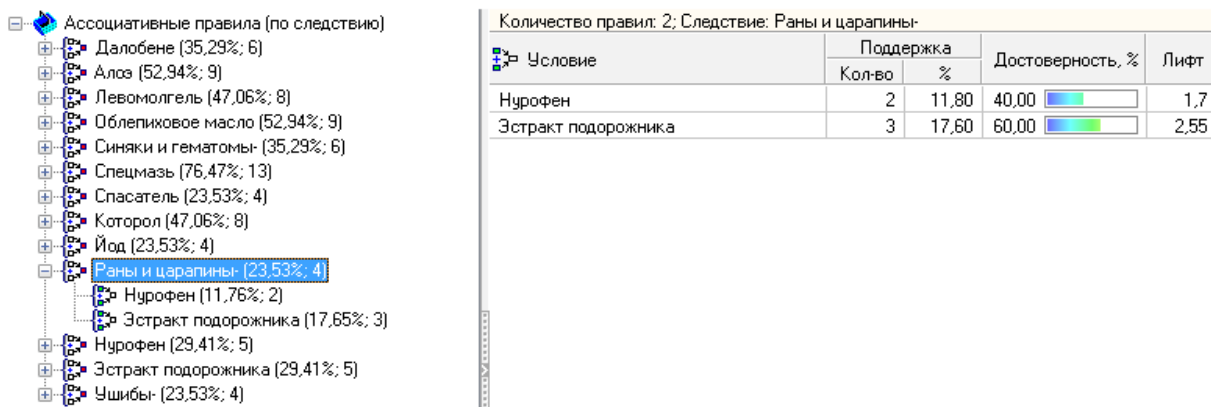 Ассоциативные правила (по следствию)
Далобене (35,29%; 6)
Алоэ (52,94%; 9)
Левомолгель (47,06%; 8)
Облепиховое масло (52,94%; 9)
Синяки и гематомы- (35,29%; 6)
Спецмазь (76,47%; 13)
Спасатель (23,53%; 4)
Которол (47,06%; 8)
Йод (23,53%; 4)
Раны и царапины- (23,53%; 4)
Нурофен (11,76%; 2)
Эстракт подорожника (17,65%; 3)
Нурофен (29,41%; 5)
Эстракт подорожника (29,41%; 5)
Ушибы- (23,53%; 4)
Количество правил: 2; Следствие: Раны и царапины-
Условие Поддержка Достоверность, % Лифт
Кол-во %
Нурофен 2 11,80 40,00 1,7
Эстракт подорожника 3 17,60 60,00 2,55